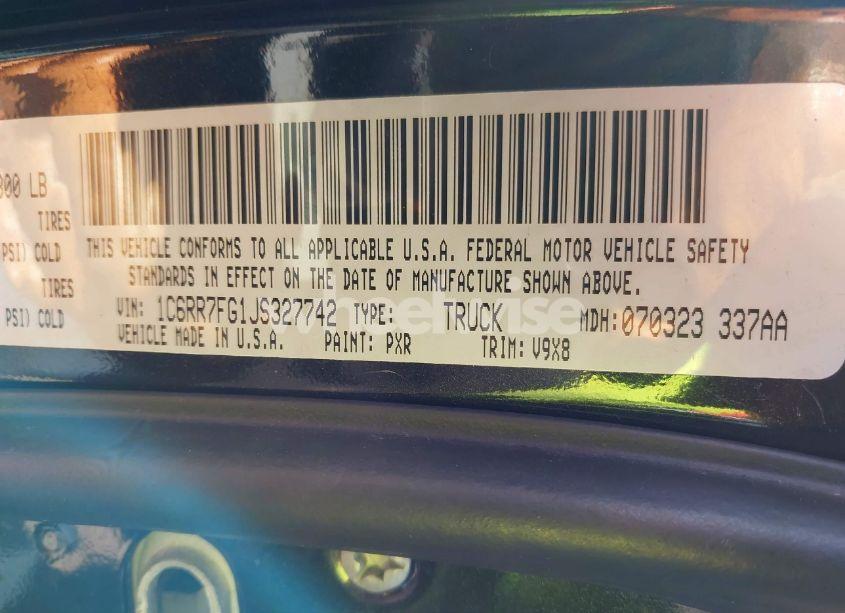 300 LB
TIRES
PSI) COLD
TIRES
PSI) COLD
THIS VEHICLE CONFORMS TO ALL APPLICABLE U.S.A. FEDERAL MOTOR VEHICLE SAFETY
STANDARDS IN EFFECT ON THE DATE OF MANUFACTURE SHOWN ABOVE.
VIN: 1C6RR7FG1JS327742 TYPE: TRUCK MDH:070323 337AA
VEHICLE MADE IN U.S.A. PAINT: PXR TRIM: V9X8